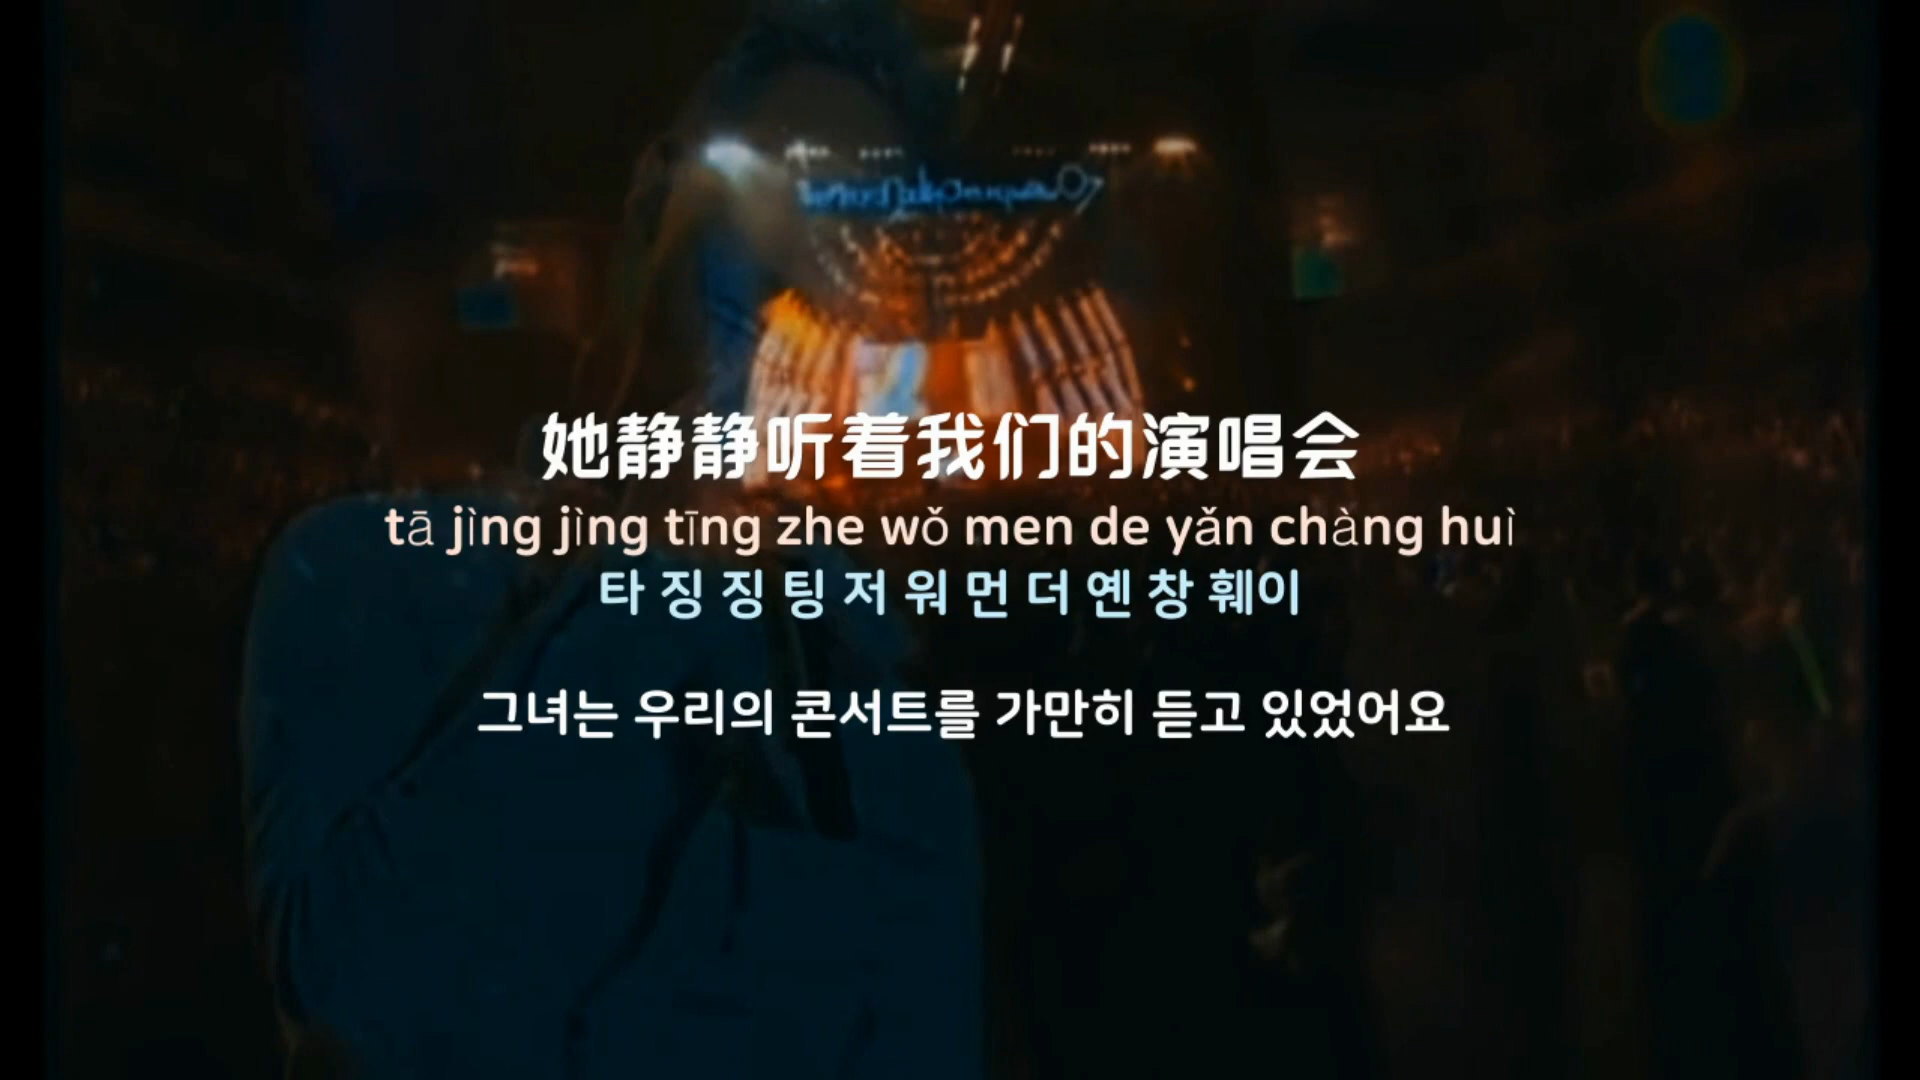 她静静听着我们的演唱会
tā jìng jìng tīng zhe wǒ men de yǎn chàng huì
타 징 징 팅 저 워 먼 더 옌 창 훼이
그녀는 우리의 콘서트를 가만히 듣고 있었어요